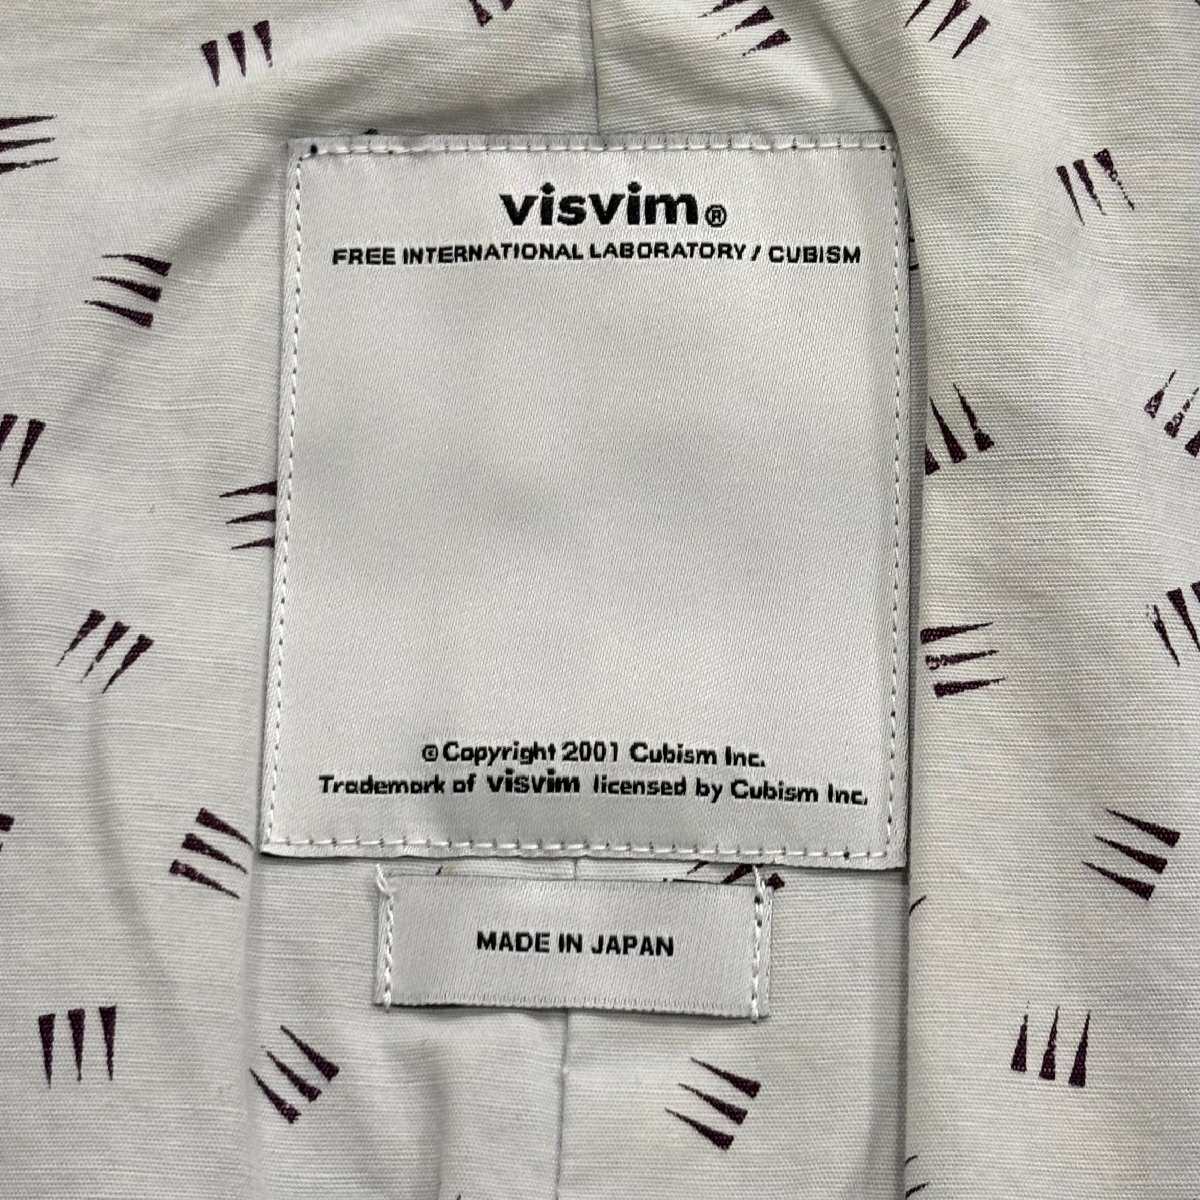 visvim®
FREE INTERNATIONAL LABORATORY / CUBISM
©Copyright 2001 Cubism Inc.
Trademark of visvim licensed by Cubism Inc.
MADE IN JAPAN